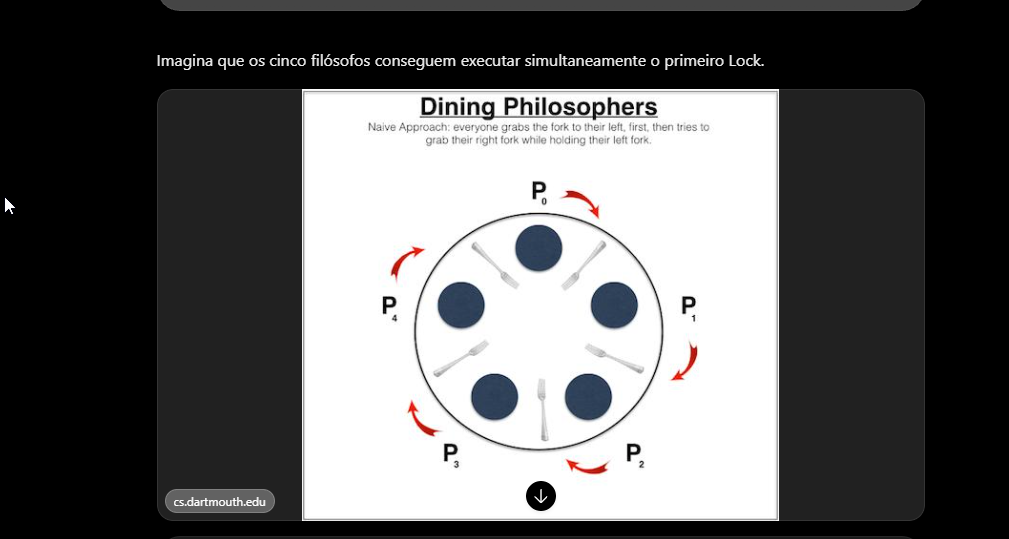 Imagina que os cinco filósofos conseguem executar simultaneamente o primeiro Lock.
Dining Philosophers
Naive Approach: everyone grabs the fork to their left, first, then tries to
grab their right fork while holding their left fork.
P0
P4
P1
P3
P2
cs.dartmouth.edu